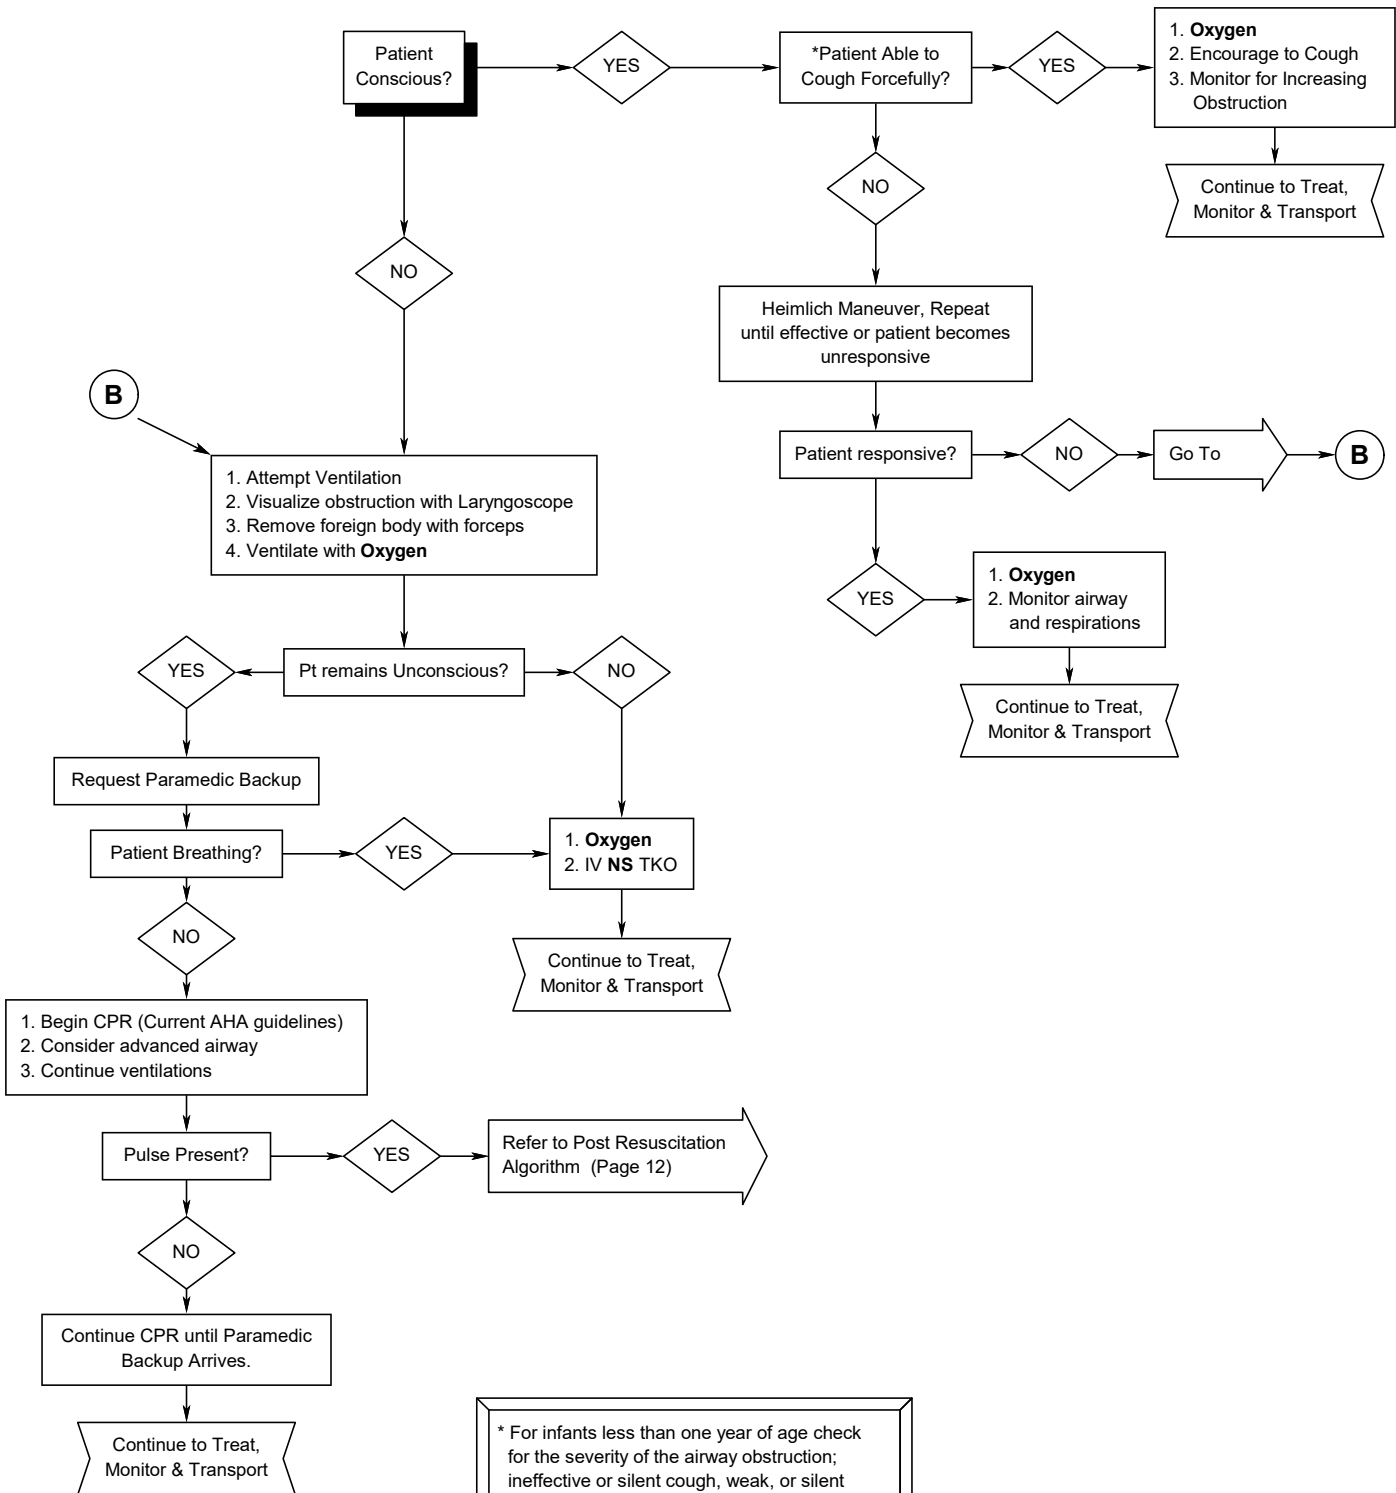 Patient
Conscious?
YES
*Patient Able to
Cough Forcefully?
YES
1. Oxygen
2. Encourage to Cough
3. Monitor for Increasing
Obstruction
Continue to Treat,
Monitor & Transport
NO
Heimlich Maneuver, Repeat
until effective or patient becomes
unresponsive
Patient responsive?
NO
Go To
B
YES
1. Oxygen
2. Monitor airway
and respirations
Continue to Treat,
Monitor & Transport
NO
B
1. Attempt Ventilation
2. Visualize obstruction with Laryngoscope
3. Remove foreign body with forceps
4. Ventilate with Oxygen
Pt remains Unconscious?
YES
NO
Request Paramedic Backup
Patient Breathing?
YES
1. Oxygen
2. IV NS TKO
Continue to Treat,
Monitor & Transport
NO
1. Begin CPR (Current AHA guidelines)
2. Consider advanced airway
3. Continue ventilations
Pulse Present?
YES
Refer to Post Resuscitation
Algorithm (Page 12)
NO
Continue CPR until Paramedic
Backup Arrives.
Continue to Treat,
Monitor & Transport
* For infants less than one year of age check
for the severity of the airway obstruction;
ineffective or silent cough, weak, or silent